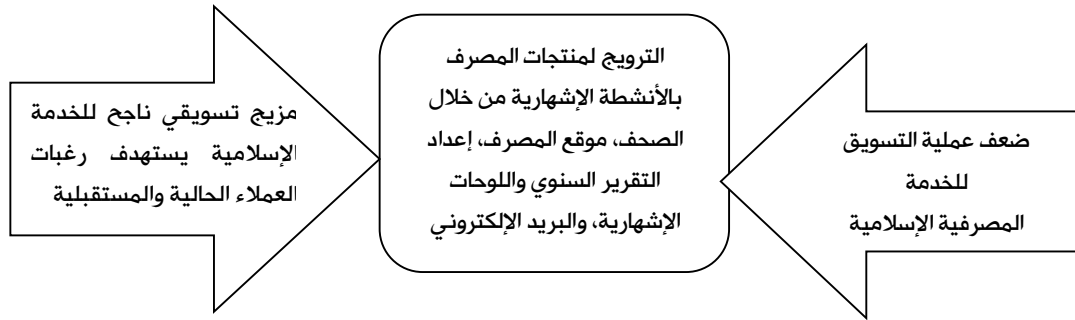 ضعف عملية التسويق
للخدمة
المصرفية الإسلامية
الترويج لمنتجات المصرف
بالأنشطة الإشهارية من خلال
الصحف، موقع المصرف، إعداد
التقرير السنوي واللوحات
الإشهارية، والبريد الإلكتروني
مزيج تسويقي ناجح للخدمة
الإسلامية يستهدف رغبات
العملاء الحالية والمستقبلية